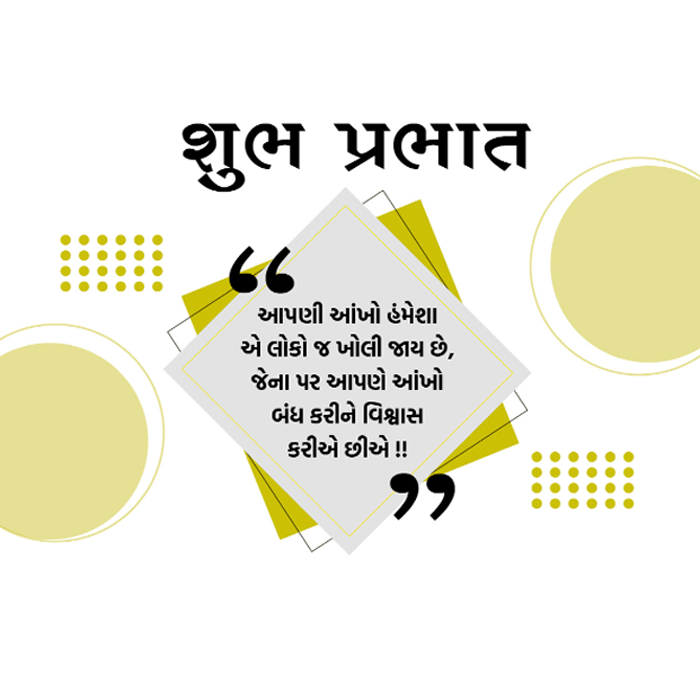 શુભ પ્રભાત
આપણી આંખો હંમેશા
એ લોકો જ ખોલી જાય છે,
જેના પર આપણે આંખો
બંધ કરીને વિશ્વાસ
કરીએ છીએ !!